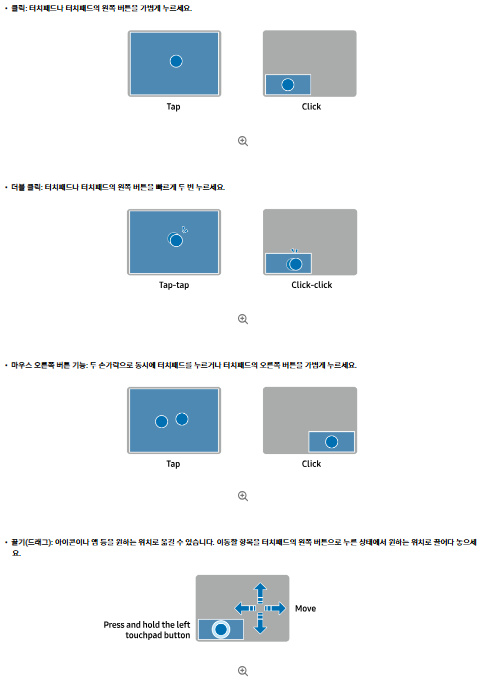 • 클릭: 터치패드나 터치패드의 왼쪽 버튼을 가볍게 누르세요.
Tap
Click
• 더블 클릭: 터치패드나 터치패드의 왼쪽 버튼을 빠르게 두 번 누르세요.
Tap-tap
Click-click
• 마우스 오른쪽 버튼 기능: 두 손가락으로 동시에 터치패드를 누르거나 터치패드의 오른쪽 버튼을 가볍게 누르세요.
Tap
Click
• 끌기(드래그): 아이콘이나 앱 등을 원하는 위치로 옮길 수 있습니다. 이동할 항목을 터치패드의 왼쪽 버튼으로 누른 상태에서 원하는 위치로 끌어다 놓으세
요.
Move
Press and hold the left
touchpad button